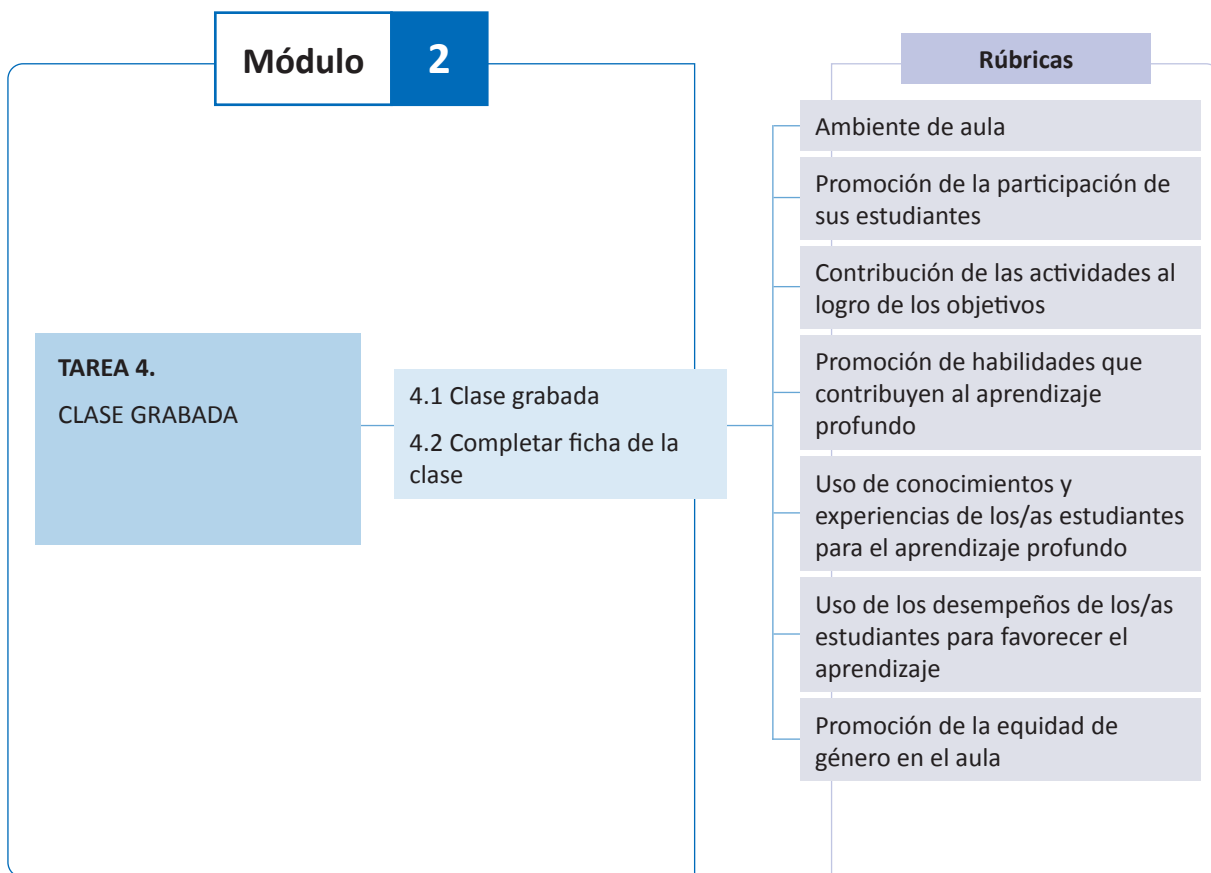 Módulo 2
TAREA 4.
CLASE GRABADA
4.1 Clase grabada
4.2 Completar ficha de la
clase
Rúbricas
Ambiente de aula
Promoción de la participación de
sus estudiantes
Contribución de las actividades al
logro de los objetivos
Promoción de habilidades que
contribuyen al aprendizaje
profundo
Uso de conocimientos y
experiencias de los/as estudiantes
para el aprendizaje profundo
Uso de los desempeños de los/as
estudiantes para favorecer el
aprendizaje
Promoción de la equidad de
género en el aula